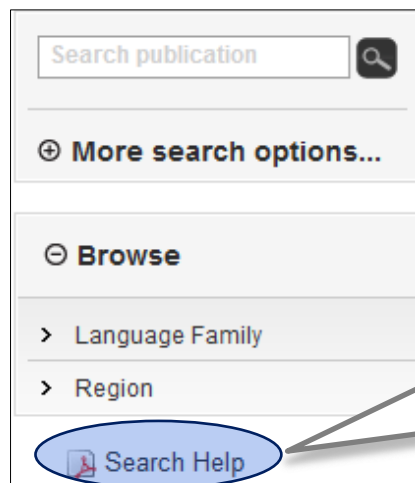 Search publication
More search options...
Browse
Language Family
Region
Search Help